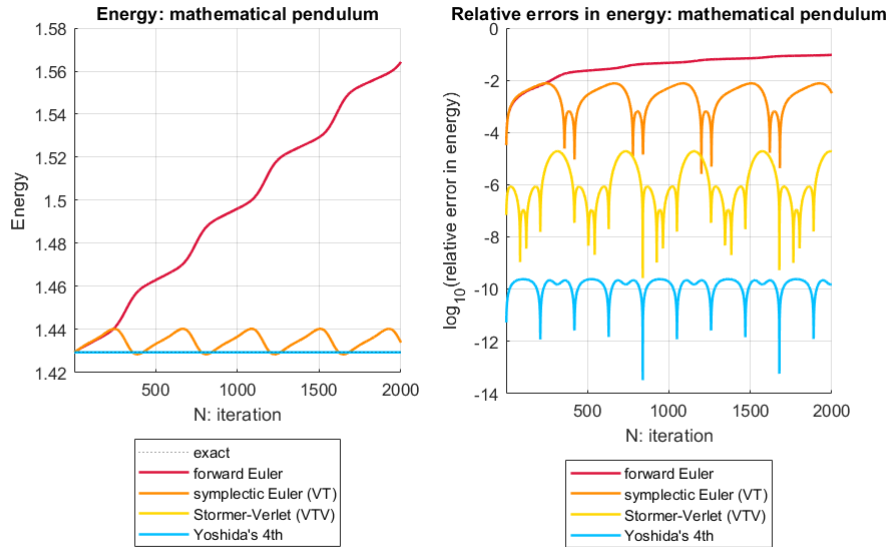 Energy: mathematical pendulum
1.58
1.56
1.54
1.52
1.5
1.48
1.46
1.44
1.42
Energy
500
1000
1500
2000
N: iteration
exact
forward Euler
symplectic Euler (VT)
Stormer-Verlet (VTV)
Yoshida's 4th
Relative errors in energy: mathematical pendulum
0
-2
-4
-6
-8
-10
-12
-14
log10(relative error in energy)
500
1000
1500
2000
N: iteration
forward Euler
symplectic Euler (VT)
Stormer-Verlet (VTV)
Yoshida's 4th